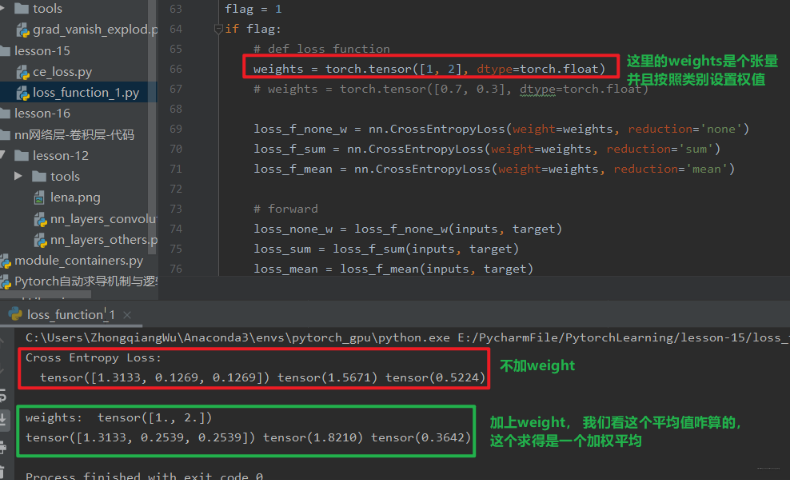 tools
grad_vanish_explod.p
lesson-15
ce_loss.py
loss_function_1.py
lesson-16
nn网络层-卷积层-代码
lesson-12
tools
lena.png
nn_layers_convolut
nn_layers_others.p
module_containers.py
Pytorch自动求导机制与逻辑
63 flag = 1
64 if flag:
65 # def loss function
66 weights = torch.tensor([1, 2], dtype=torch.float)
67 # weights = torch.tensor([0.7, 0.3], dtype=torch.float)
68
69 loss_f_none_w = nn.CrossEntropyLoss(weight=weights, reduction='none')
70 loss_f_sum = nn.CrossEntropyLoss(weight=weights, reduction='sum')
71 loss_f_mean = nn.CrossEntropyLoss(weight=weights, reduction='mean')
72
73 # forward
74 loss_none_w = loss_f_none_w(inputs, target)
75 loss_sum = loss_f_sum(inputs, target)
76 loss_mean = loss_f_mean(inputs, target)
这里的weights是个张量
并且按照类别设置权值
loss_function_1
C:\Users\ZhongqiangWu\Anaconda3\envs\pytorch_gpu\python.exe E:/PycharmFile/PytorchLearning/lesson-15/loss_
Cross Entropy Loss:
tensor([1.3133, 0.1269, 0.1269]) tensor(1.5671) tensor(0.5224)
不加weight
weights: tensor([1., 2.])
tensor([1.3133, 0.2539, 0.2539]) tensor(1.8210) tensor(0.3642)
加上weight， 我们看这个平均值咋算的，
这个求得是一个加权平均
Process finished with exit code 0